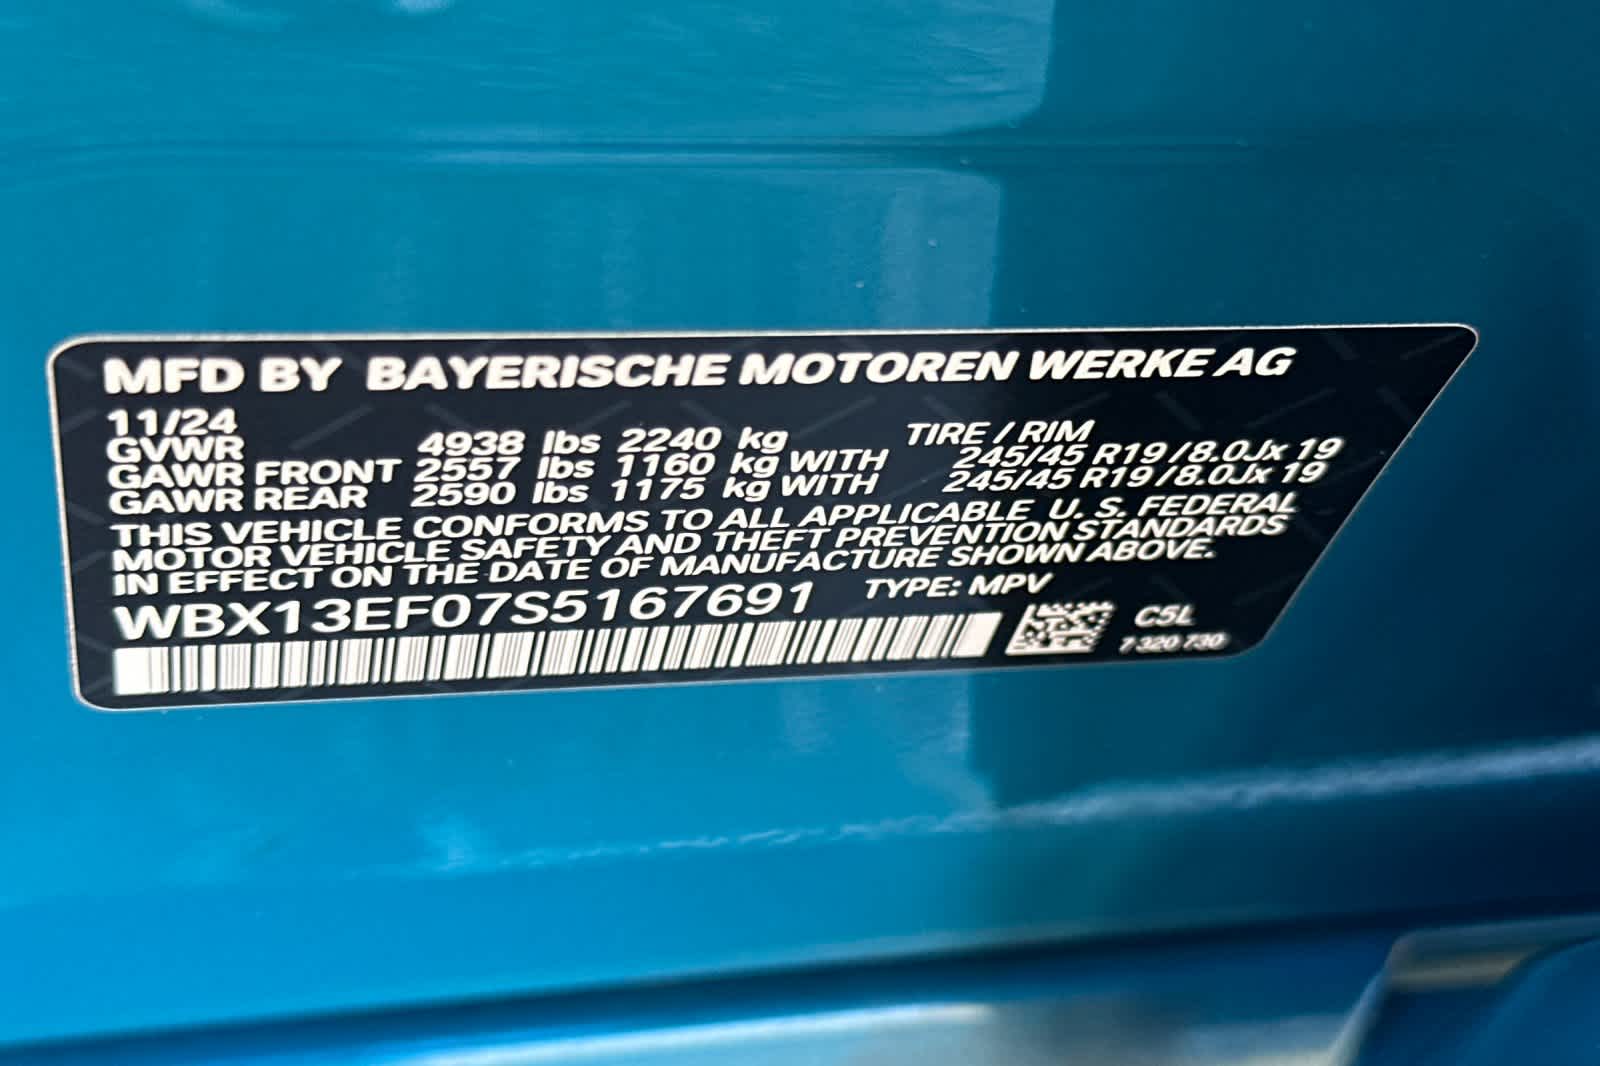 MFD BY BAYERISCHE MOTOREN WERKE AG
11/24
GVWR 4938 lbs 2240 kg TIRE / RIM
GAWR FRONT 2557 lbs 1160 kg WITH 245/45 R19 /8.0Jx 19
GAWR REAR 2590 lbs 1175 kg WITH 245/45 R19/8.0Jx 19
THIS VEHICLE CONFORMS TO ALL APPLICABLE U. S. FEDERAL
MOTOR VEHICLE SAFETY AND THEFT PREVENTION STANDARDS
IN EFFECT ON THE DATE OF MANUFACTURE SHOWN ABOVE.
WBX13EF07S5167691 TYPE: MPV
C5L
7 320 730